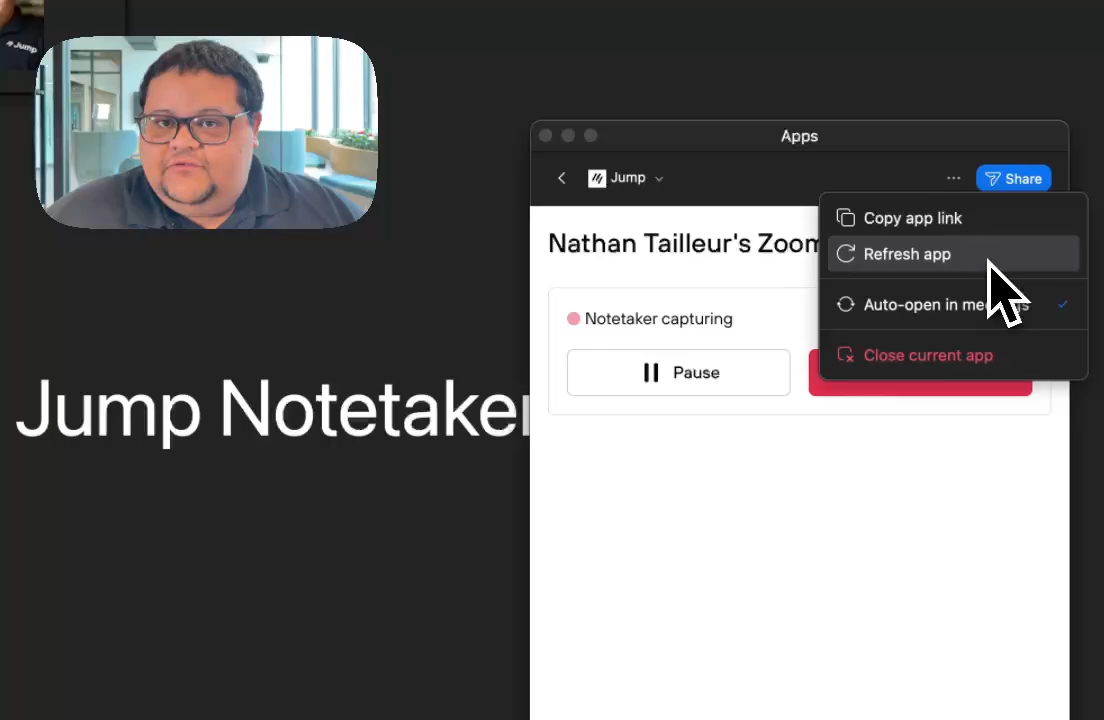 Jump
Apps
Jump
Share
Copy app link
Nathan Tailleur's Zoom
Refresh app
Auto-open in
Notetaker capturing
Close current app
Pause
Jump Notetaker